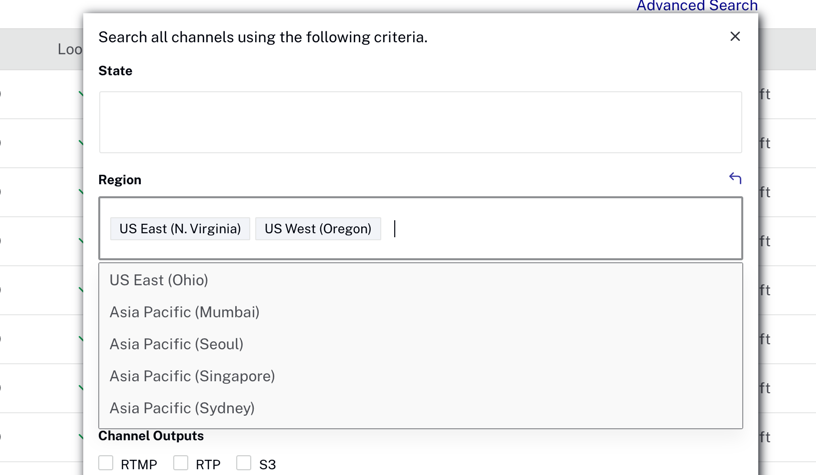 Advanced Search
Search all channels using the following criteria.
Loo
State
Region
US East (N. Virginia) US West (Oregon)
US East (Ohio)
Asia Pacific (Mumbai)
Asia Pacific (Seoul)
Asia Pacific (Singapore)
Asia Pacific (Sydney)
Channel Outputs
RTMP RTP S3
ft
ft
ft
ft
ft
ft
ft
ft